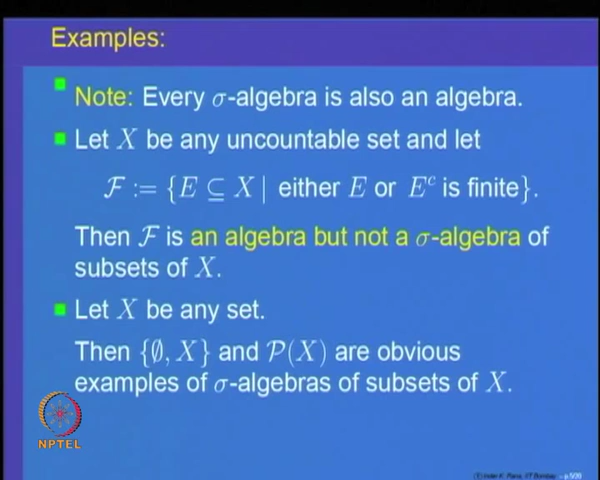 Examples:
Note: Every σ-algebra is also an algebra.
Let X be any uncountable set and let
ℱ := {E ⊆ X | either E or Eᶜ is finite}.
Then ℱ is an algebra but not a σ-algebra of
subsets of X.
Let X be any set.
Then {∅, X} and 𝒫(X) are obvious
examples of σ-algebras of subsets of X.
NPTEL